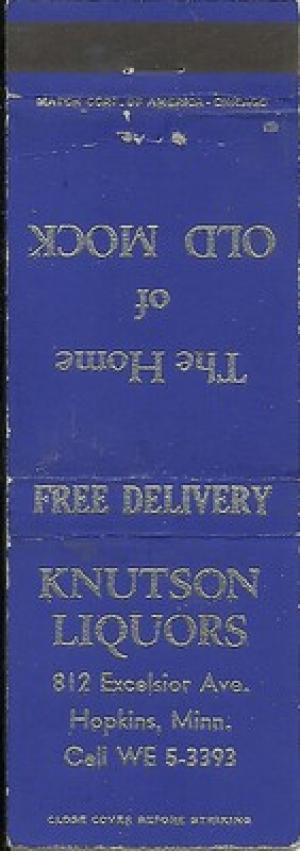 MATCH CORP. OF AMERICA - CHICAGO
The Home
of
OLD MOCK
FREE DELIVERY
KNUTSON
LIQUORS
812 Excelsior Ave.
Hopkins, Minn.
Call WE 5-3393
CLOSE COVER BEFORE STRIKING